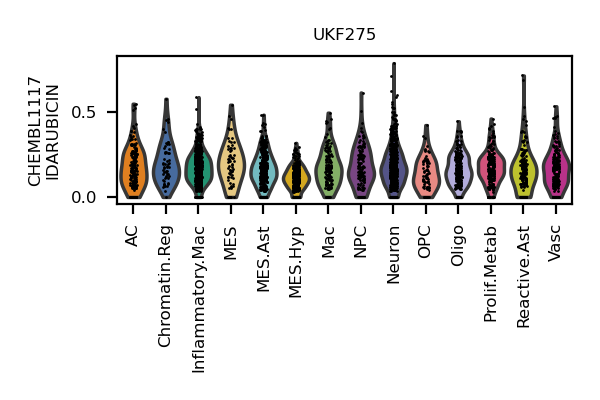 UKF275
CHEMBL1117
IDARUBICIN
0.5
0.0
AC
Chromatin.Reg
Inflammatory.Mac
MES
MES.Ast
MES.Hyp
Mac
NPC
Neuron
OPC
Oligo
Prolif.Metab
Reactive.Ast
Vasc